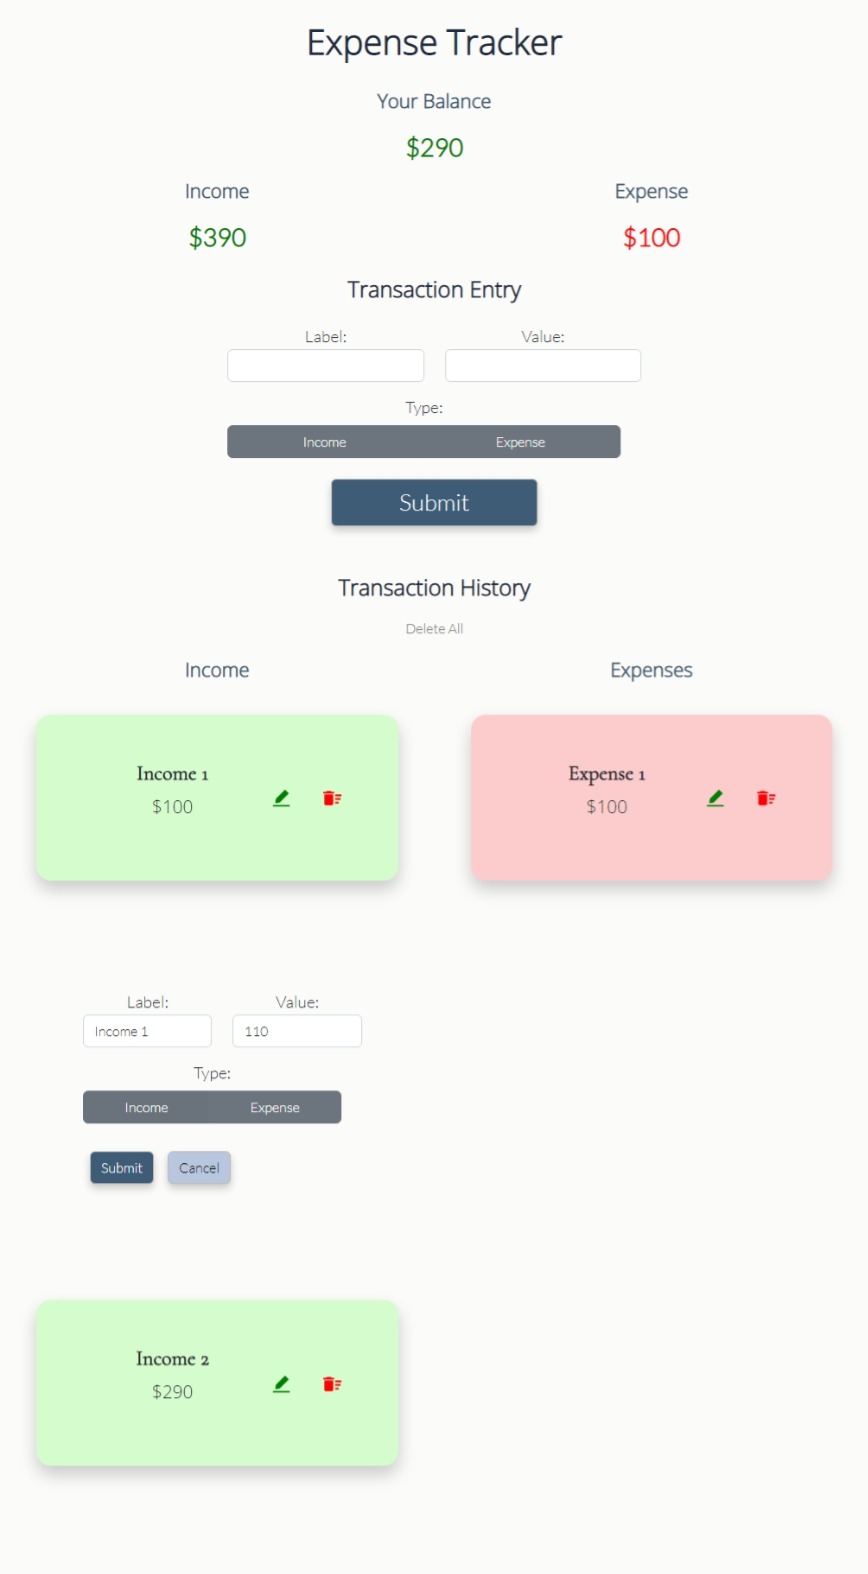 Expense Tracker
Your Balance
$290
Income
Expense
$390
$100
Transaction Entry
Label:
Value:
Type:
Income
Expense
Submit
Transaction History
Delete All
Income
Expenses
Income 1
$100
Expense 1
$100
Label:
Value:
Income 1
110
Type:
Income
Expense
Submit
Cancel
Income 2
$290